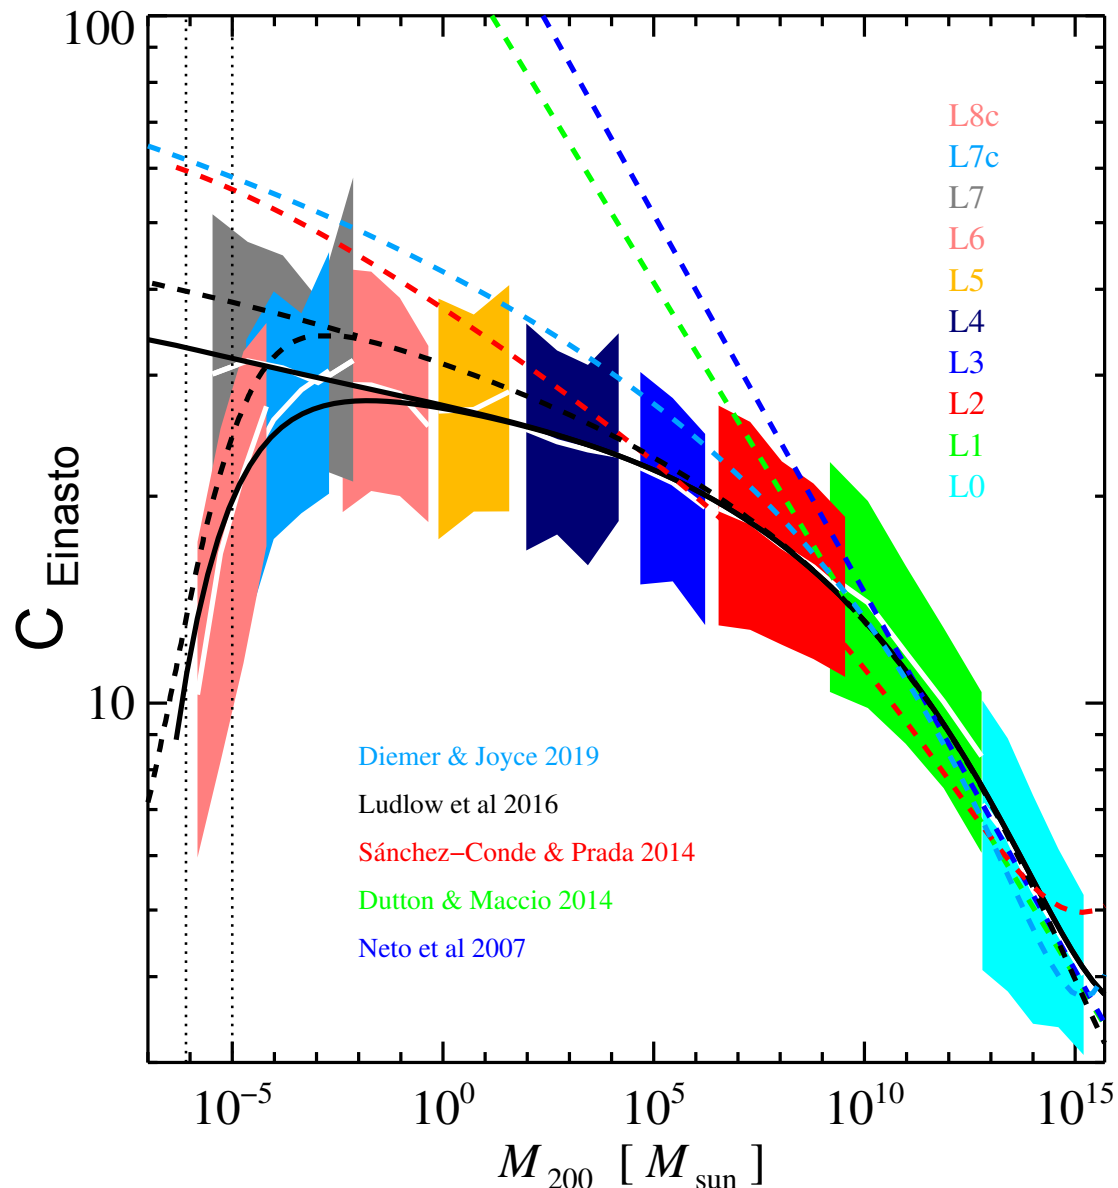 100
L8c
L7c
L7
L6
L5
L4
L3
L2
L1
L0
C Einasto
10
Diemer & Joyce 2019
Ludlow et al 2016
Sánchez−Conde & Prada 2014
Dutton & Maccio 2014
Neto et al 2007
10⁻⁵ 10⁰ 10⁵ 10¹⁰ 10¹⁵
M₂₀₀ [ M_sun ]